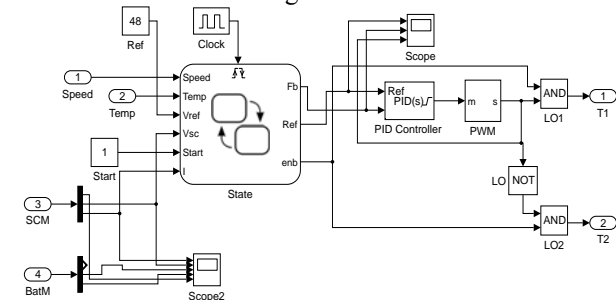 48
Ref
Clock
Scope
1
Speed
2
Temp
Speed
Temp
Vref
Vsc
Start
I
Fb
Ref
enb
State
1
Start
Ref
PID(s)
PID Controller
m s
PWM
AND
LO1
1
T1
LO
NOT
AND
LO2
2
T2
3
SCM
4
BatM
Scope2